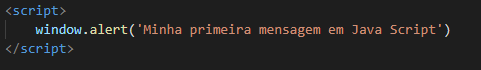 <script>
window.alert('Minha primeira mensagem em Java Script')
</script>